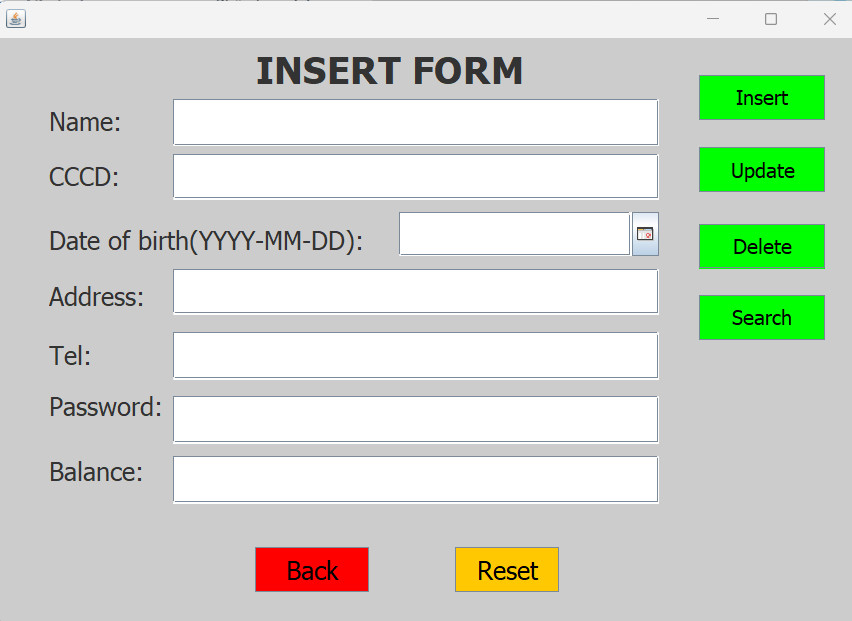 INSERT FORM
Insert
Name:
CCCD:
Update
Date of birth(YYYY-MM-DD):
Delete
Address:
Search
Tel:
Password:
Balance:
Back
Reset